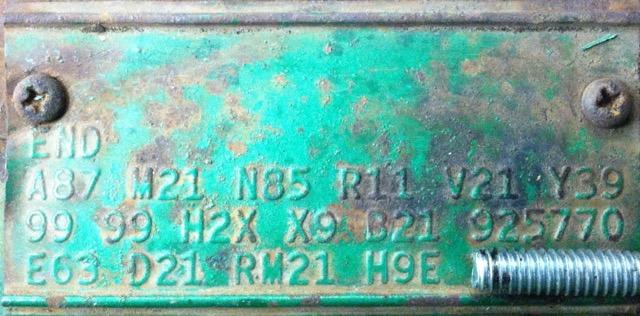 END
A87 M21 N85 R11 V21 Y39
99 99 H2X X9 B21 925770
E63 D21 RM21 H9E